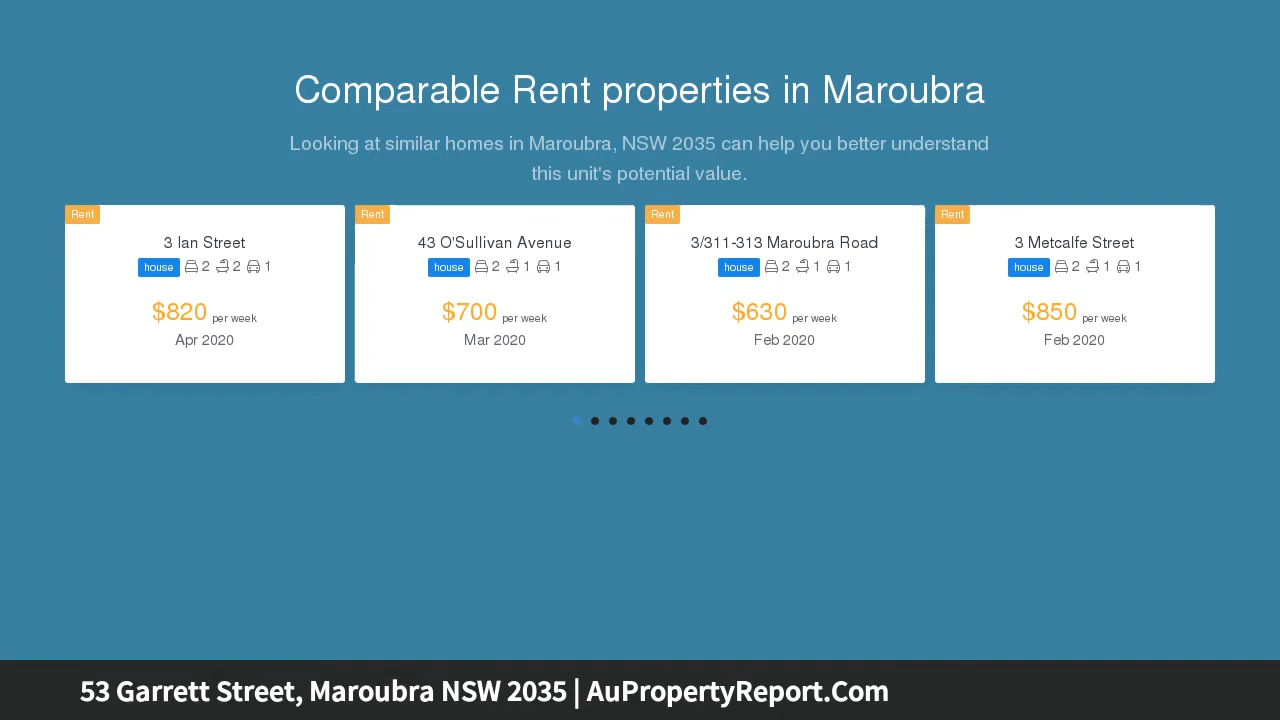 Comparable Rent properties in Maroubra
Looking at similar homes in Maroubra, NSW 2035 can help you better understand
this unit's potential value.
Rent
3 Ian Street
house 2 2 1
$820 per week
Apr 2020
Rent
43 O'Sullivan Avenue
house 2 1 1
$700 per week
Mar 2020
Rent
3/311-313 Maroubra Road
house 2 1 1
$630 per week
Feb 2020
Rent
3 Metcalfe Street
house 2 1 1
$850 per week
Feb 2020
53 Garrett Street, Maroubra NSW 2035 | AuPropertyReport.Com